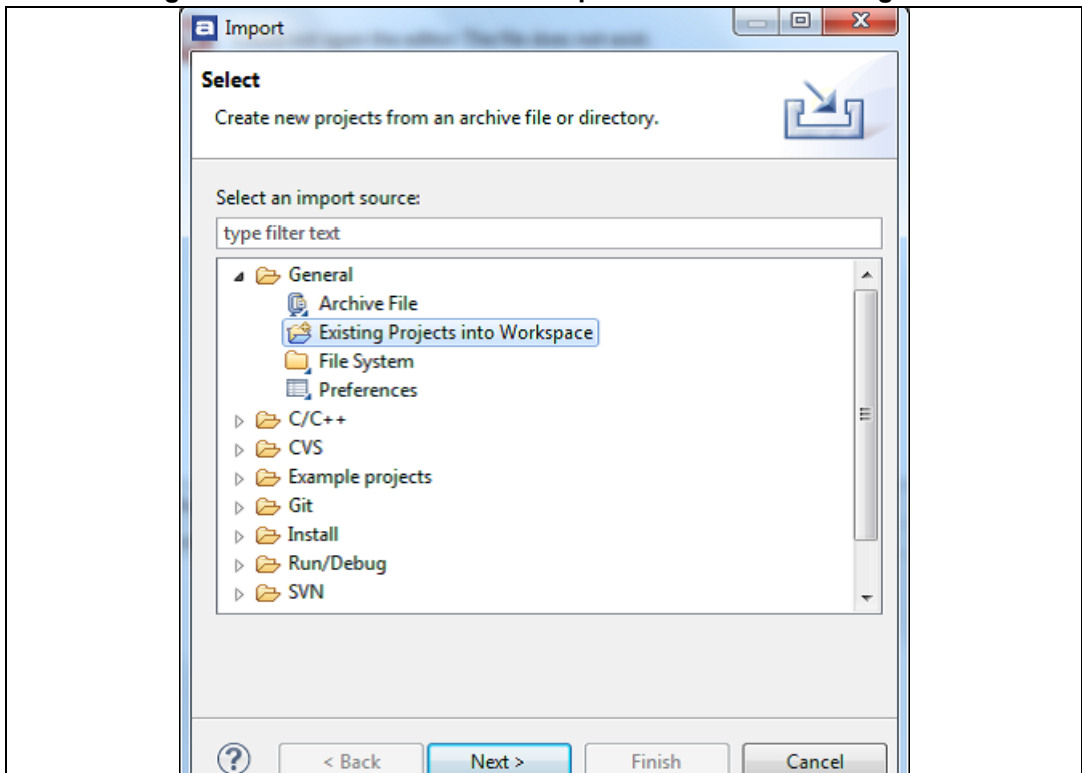 Import
Select
Create new projects from an archive file or directory.
Select an import source:
type filter text
General
Archive File
Existing Projects into Workspace
File System
Preferences
C/C++
CVS
Example projects
Git
Install
Run/Debug
SVN
? < Back Next > Finish Cancel